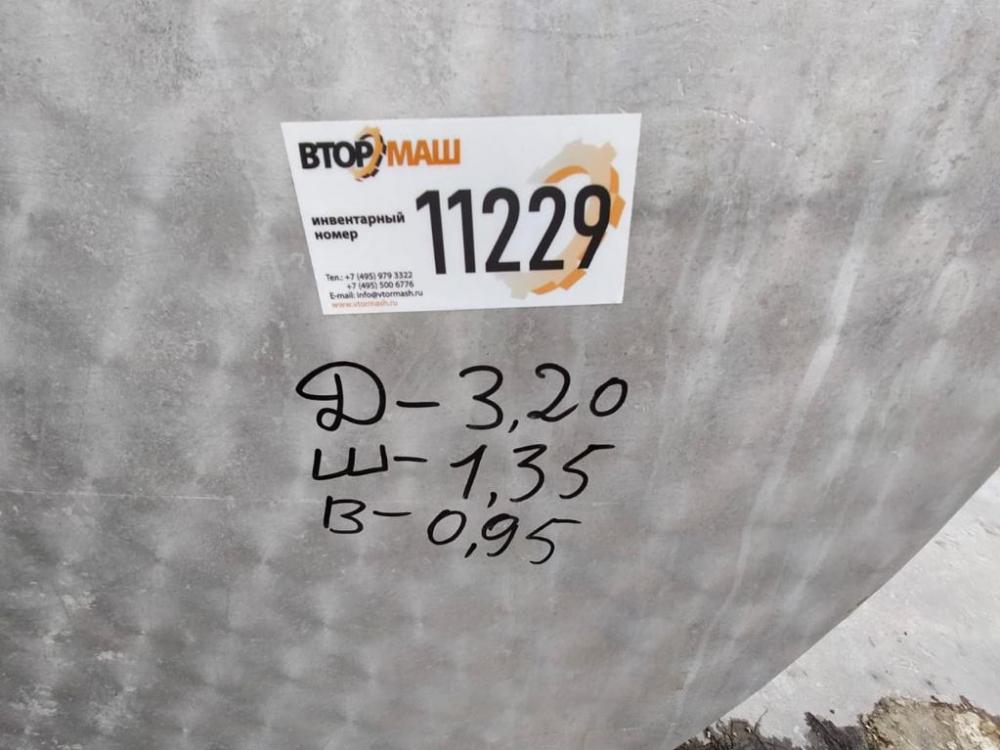 ВТОРМАШ
инвентарный
номер
11229
Тел.: +7 (495) 979 3322
+7 (495) 500 6776
E-mail: info@vtormash.ru
www.vtormash.ru
Д - 3,20
Ш - 1,35
В - 0,95